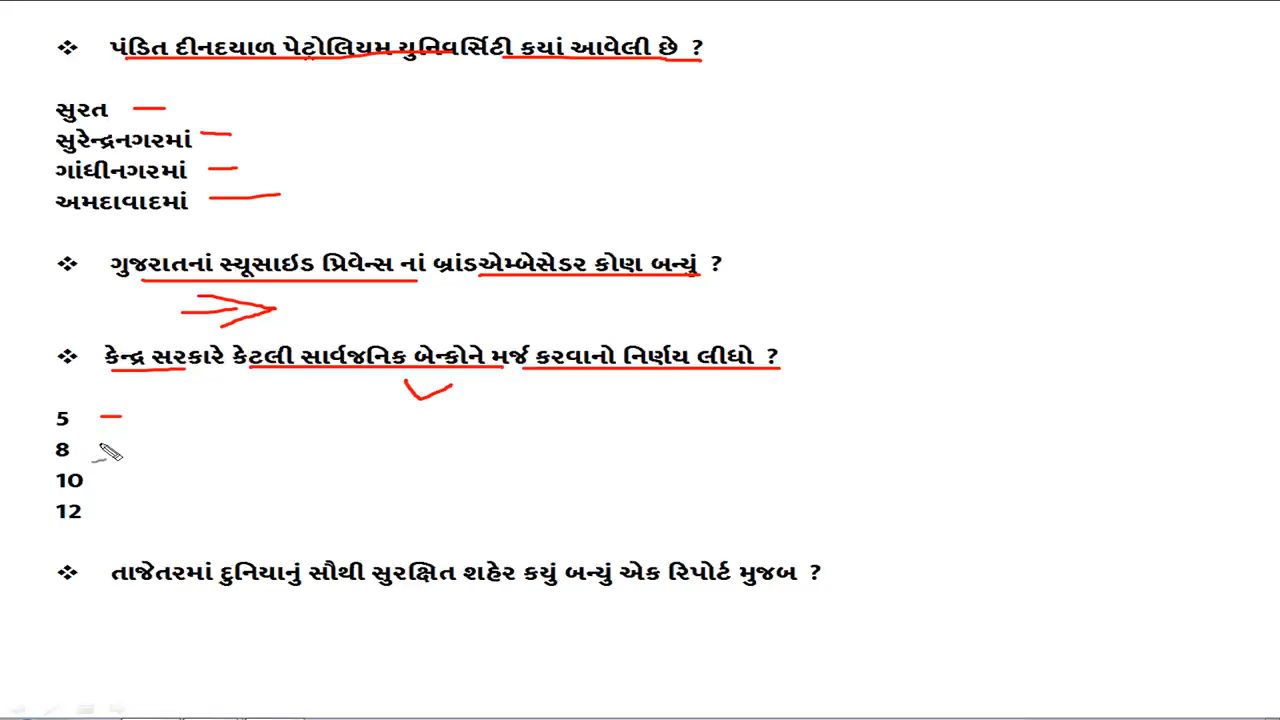 ❖ પંડિત દીનદયાળ પેટ્રોલિયમ યુનિવર્સિટી કયાં આવેલી છે ?
સુરત
સુરેન્દ્રનગરમાં
ગાંધીનગરમાં
અમદાવાદમાં
❖ ગુજરાતનાં સ્યૂસાઇડ પ્રિવેન્સ નાં બ્રાંડએમ્બેસેડર કોણ બન્યું ?
❖ કેન્દ્ર સરકારે કેટલી સાર્વજનિક બેન્કોને મર્જ કરવાનો નિર્ણય લીધો ?
5
8
10
12
❖ તાજેતરમાં દુનિયાનું સૌથી સુરક્ષિત શહેર કયું બન્યું એક રિપોર્ટ મુજબ ?